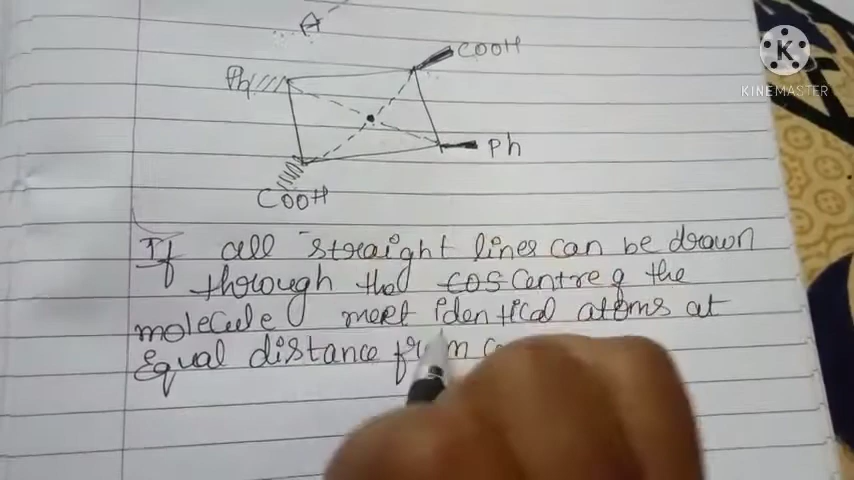 A
COOH
Ph
Ph
COOH
K
KINEMASTER
If all straight lines can be drawn
through the centre of the
molecule meet identical atoms at
Equal distance from